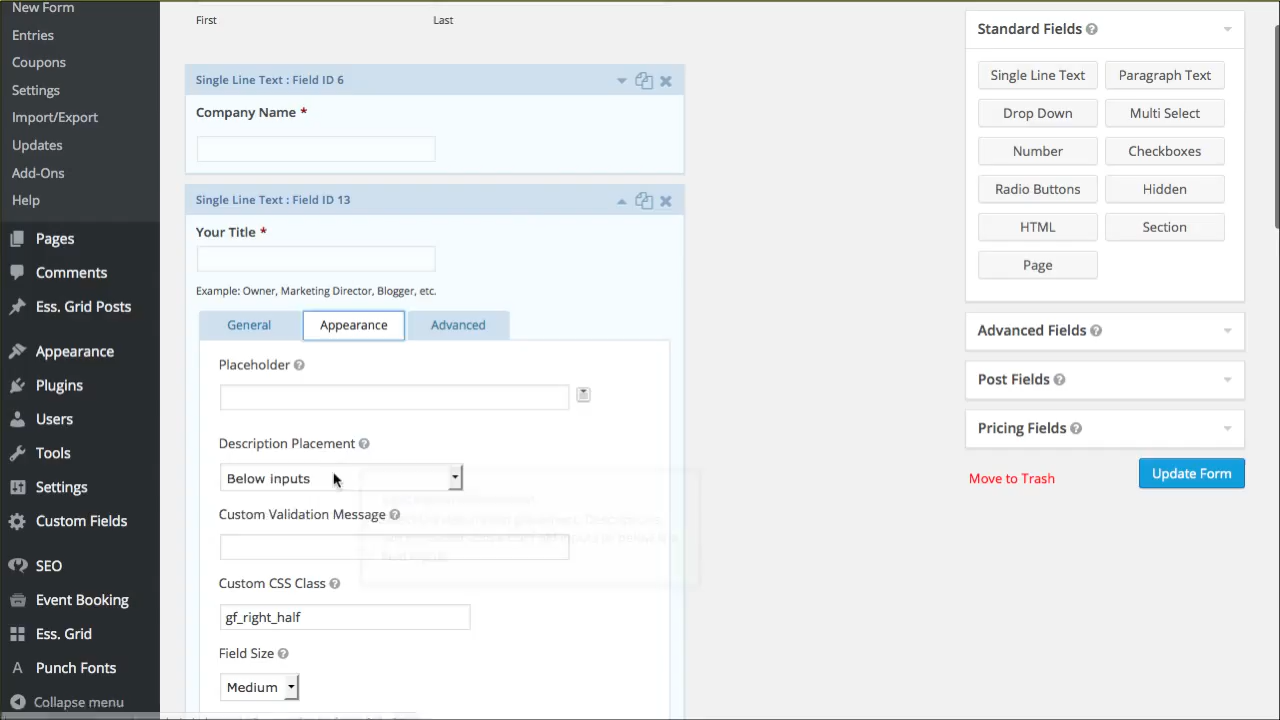 New Form
Entries
Coupons
Settings
Import/Export
Updates
Add-Ons
Help
Pages
Comments
Ess. Grid Posts
Appearance
Plugins
Users
Tools
Settings
Custom Fields
SEO
Event Booking
Ess. Grid
Punch Fonts
Collapse menu
First Last
Single Line Text : Field ID 6
Company Name *
Single Line Text : Field ID 13
Your Title *
Example: Owner, Marketing Director, Blogger, etc.
General Appearance Advanced
Placeholder
Description Placement
Below inputs
Custom Validation Message
Custom CSS Class
gf_right_half
Field Size
Medium
Standard Fields
Single Line Text Paragraph Text
Drop Down Multi Select
Number Checkboxes
Radio Buttons Hidden
HTML Section
Page
Advanced Fields
Post Fields
Pricing Fields
Move to Trash Update Form